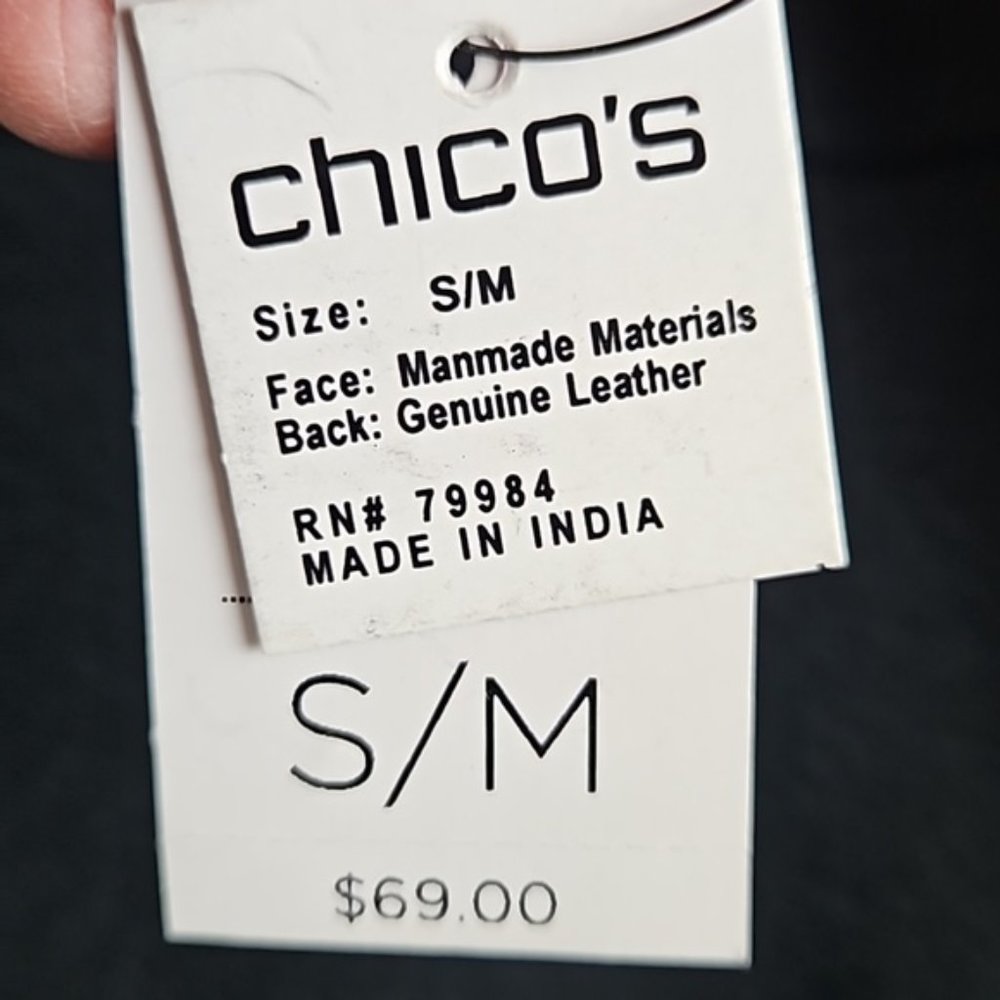 chico's
Size: S/M
Face: Manmade Materials
Back: Genuine Leather
RN# 79984
MADE IN INDIA
S/M
$69.00